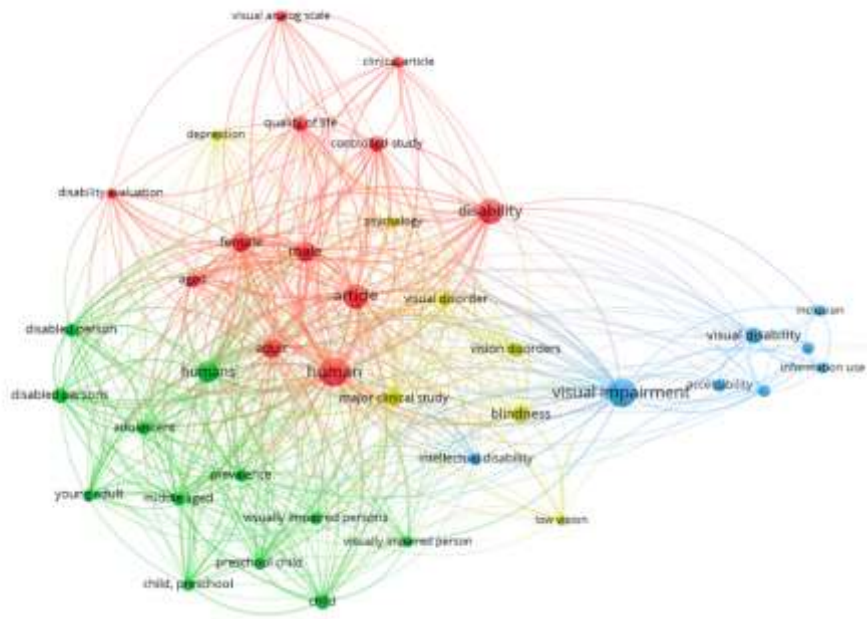 visual analog scale
clinical article
quality of life
depression
controlled study
disability evaluation
disability
psychology
female
male
aged
article
visual disorder
inclusion
disabled person
visual disability
adult
vision disorders
humans
human
information use
accessibility
visual impairment
disabled persons
major clinical study
blindness
adolescent
intellectual disability
prevalence
young adult
middle aged
visually impaired persons
low vision
visually impaired person
preschool child
child, preschool
child